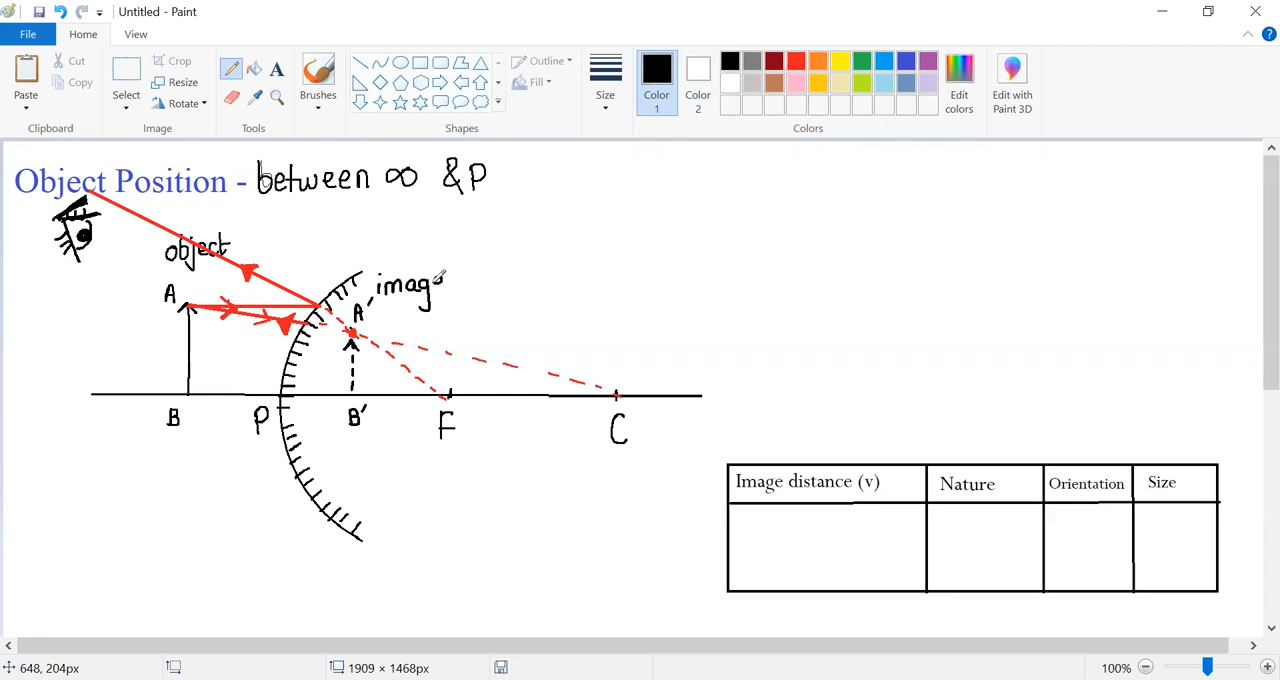 Untitled - Paint
File Home View
Paste
Cut
Copy
Clipboard
Select
Crop
Resize
Rotate
Image
Tools
Brushes
Shapes
Outline
Fill
Size
Color 1
Color 2
Colors
Edit colors
Edit with Paint 3D
Object Position - between ∞ & P
object
A
A'
imag
B P B' F C
Image distance (v) Nature Orientation Size
648, 204px 1909 × 1468px 100%